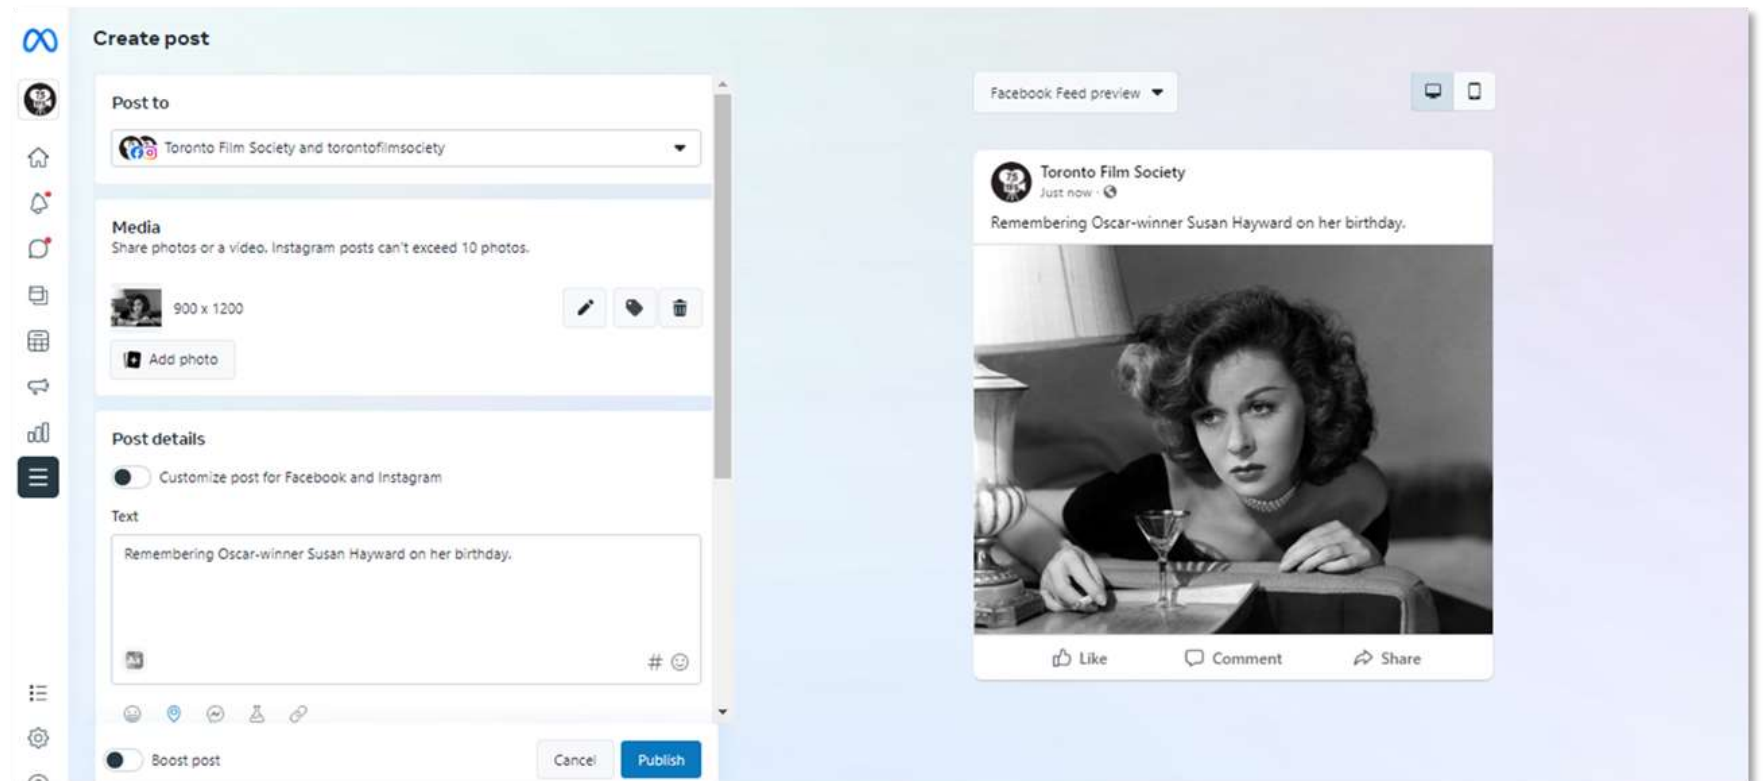 Create post
Post to
Toronto Film Society and torontofilmsociety
Media
Share photos or a video. Instagram posts can't exceed 10 photos.
900 x 1200
Add photo
Post details
Customize post for Facebook and Instagram
Text
Remembering Oscar-winner Susan Hayward on her birthday.
#
Boost post
Cancel
Publish
Facebook Feed preview
Toronto Film Society
Just now ·
Remembering Oscar-winner Susan Hayward on her birthday.
Like
Comment
Share